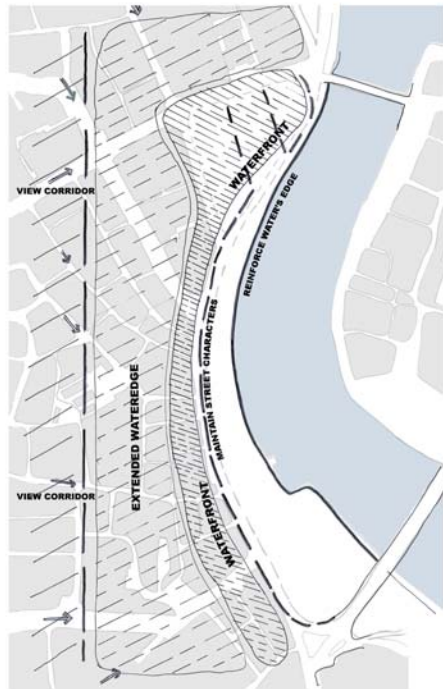 WATERFRONT
VIEW CORRIDOR
REINFORCE WATER'S EDGE
MAINTAIN STREET CHARACTERS
EXTENDED WATEREDGE
VIEW CORRIDOR
WATERFRONT